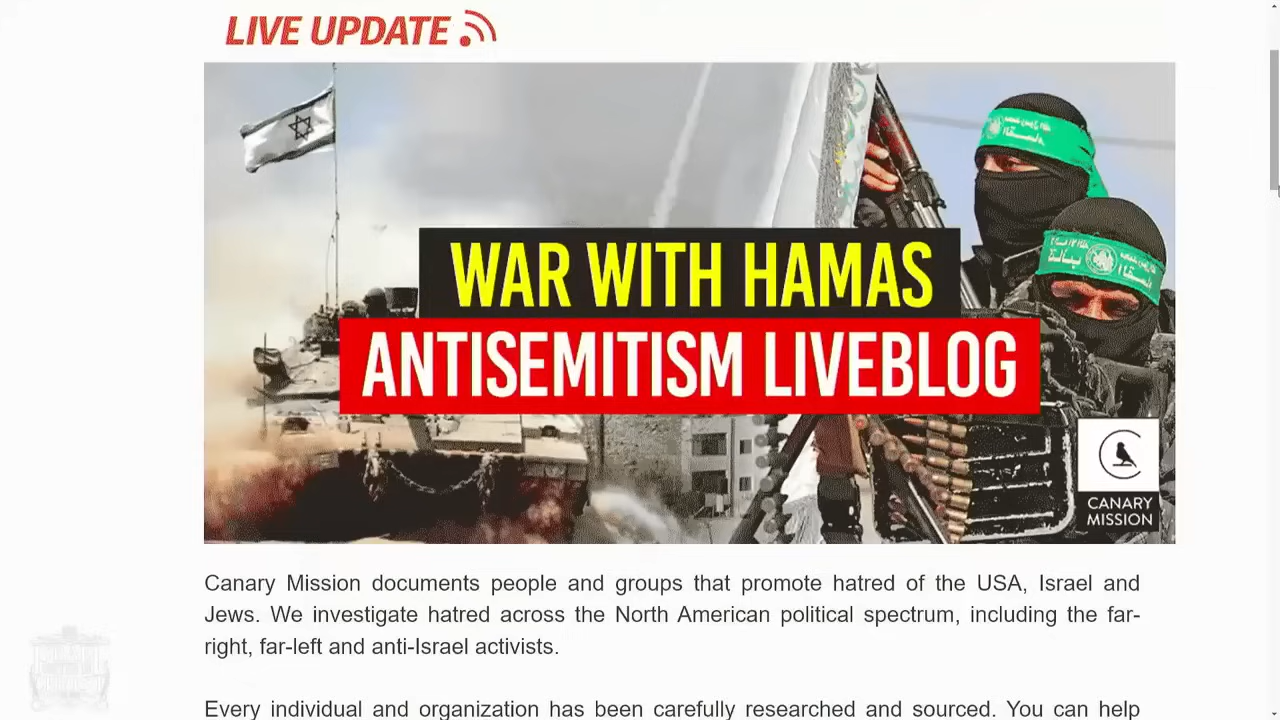 LIVE UPDATE
WAR WITH HAMAS
ANTISEMITISM LIVEBLOG
CANARY
MISSION
Canary Mission documents people and groups that promote hatred of the USA, Israel and
Jews. We investigate hatred across the North American political spectrum, including the far-
right, far-left and anti-Israel activists.
Every individual and organization has been carefully researched and sourced. You can help